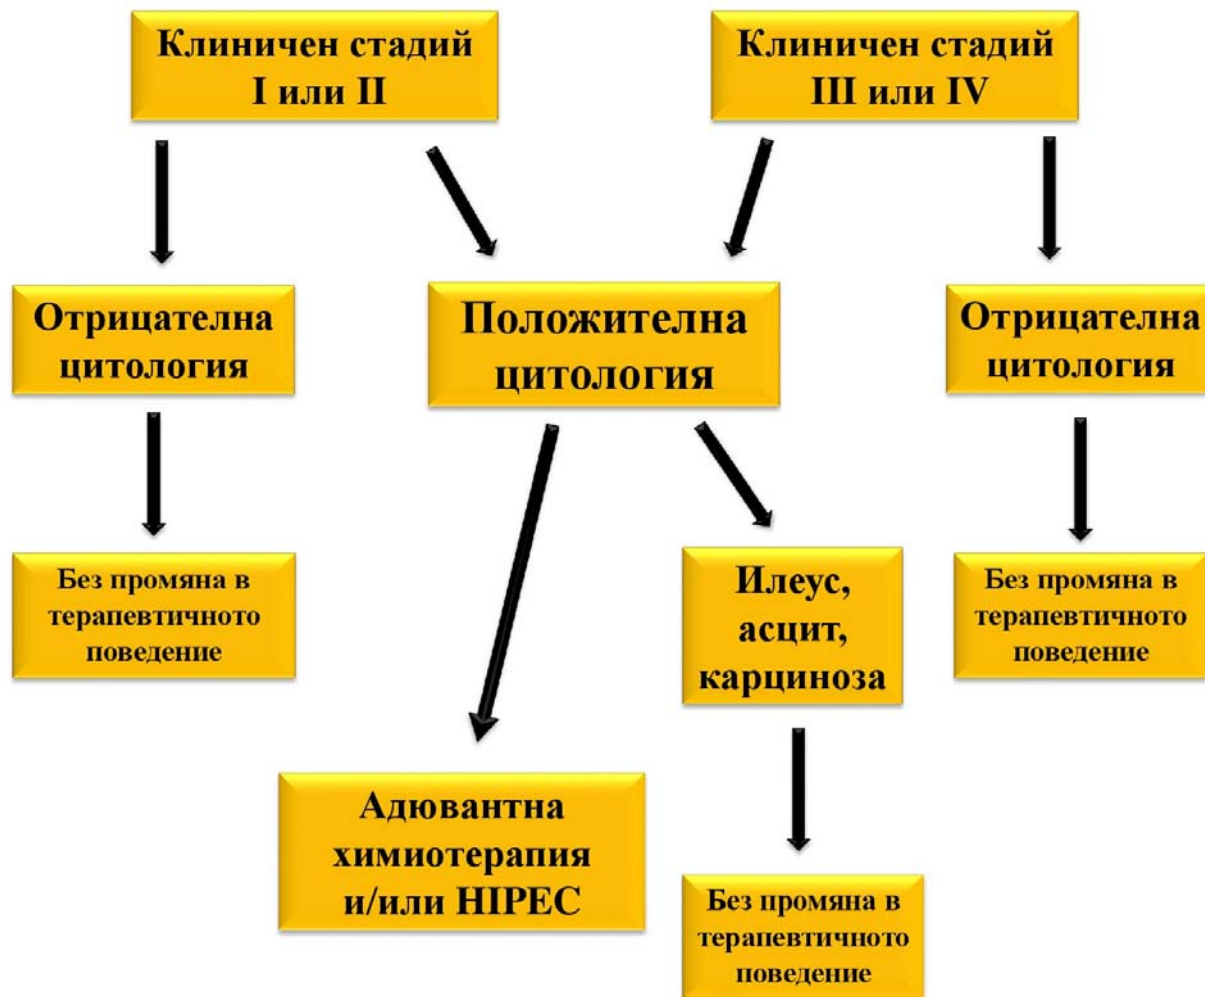 Клиничен стадий
I или II
Клиничен стадий
III или IV
Отрицателна
цитология
Положителна
цитология
Отрицателна
цитология
Без промяна в
терапевтичното
поведение
Илеус,
асцит,
карциноза
Без промяна в
терапевтичното
поведение
Адювантна
химиотерапия
и/или HIPEC
Без промяна в
терапевтичното
поведение